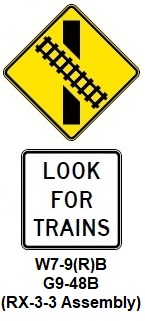 LOOK
FOR
TRAINS
W7-9(R)B
G9-48B
(RX-3-3 Assembly)